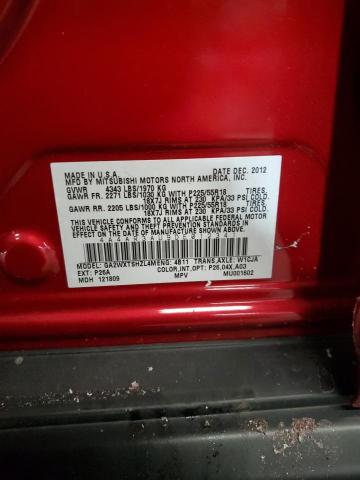 MADE IN U.S.A. DATE DEC. 2012
MFD BY MITSUBISHI MOTORS NORTH AMERICA, INC.
GVWR 4343 LBS/1970 KG
GAWR FR. 2271 LBS/1030 KG WITH P225/55R18 TIRES,
18X7J RIMS AT 230 KPA/33 PSI COLD
GAWR RR. 2205 LBS/1000 KG WITH P225/55R18 TIRES,
18X7J RIMS AT 230 KPA/33 PSI COLD
THIS VEHICLE CONFORMS TO ALL APPLICABLE FEDERAL MOTOR
VEHICLE SAFETY AND THEFT PREVENTION STANDARDS IN
EFFECT ON THE DATE OF MANUFACTURE SHOWN ABOVE.
MODEL: GA2WXTSHZL4M ENG: 4B11 TRANS,AXLE: W1CJA
EXT: P26A COLOR,INT,OPT: P26,04X,A03
MDH 121809 MPV MU001602